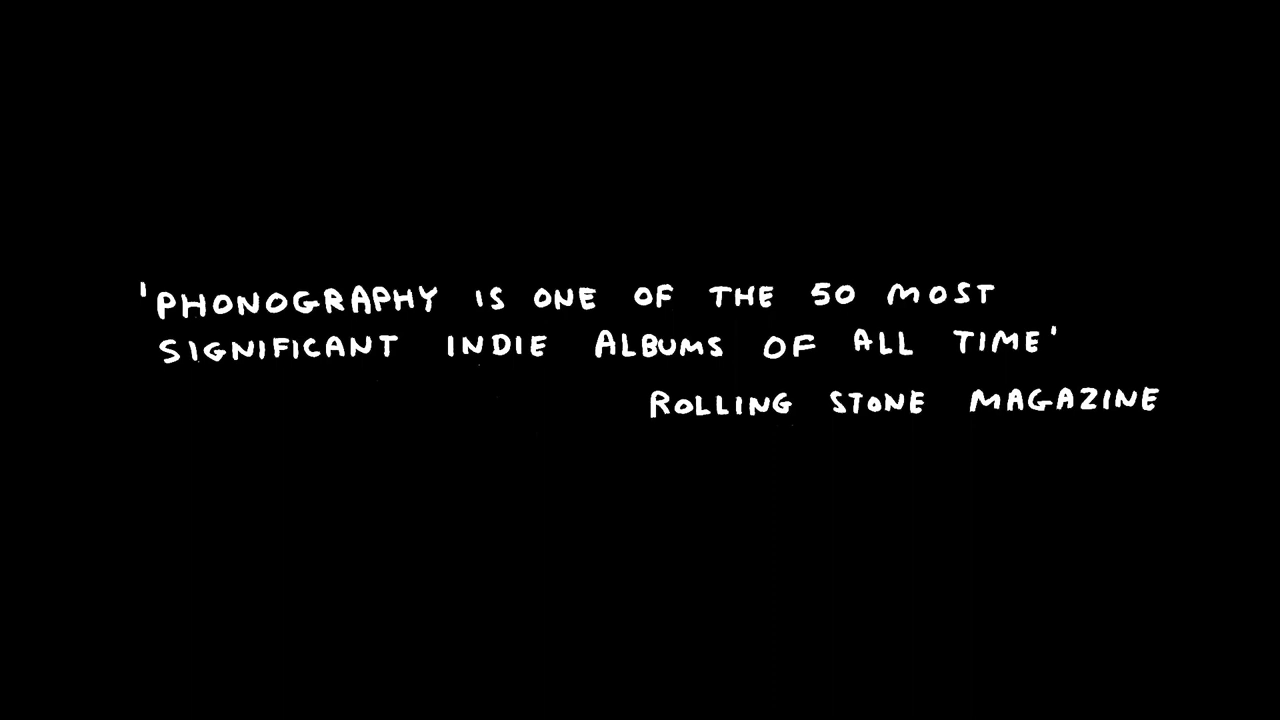 'PHONOGRAPHY IS ONE OF THE 50 MOST
SIGNIFICANT INDIE ALBUMS OF ALL TIME'
ROLLING STONE MAGAZINE